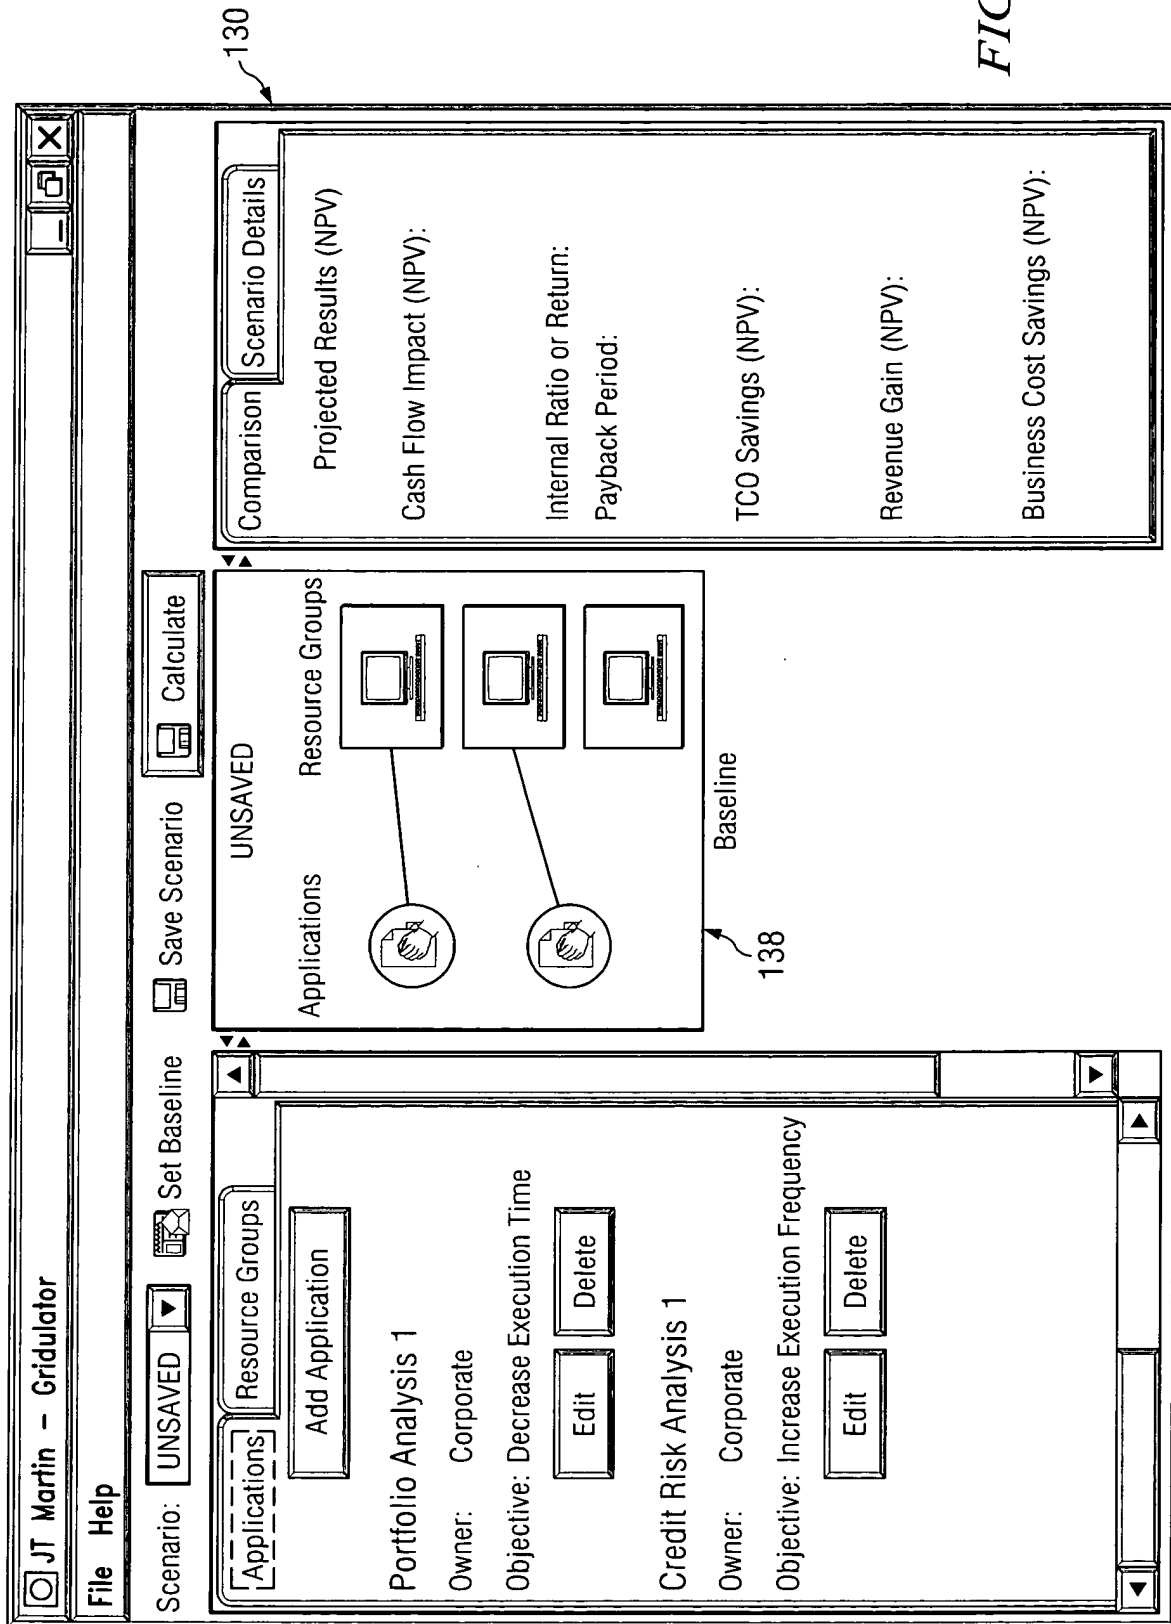 JT Martin – Gridulator
File Help
Scenario: UNSAVED Set Baseline Save Scenario Calculate
Applications Resource Groups
Add Application
Portfolio Analysis 1
Owner: Corporate
Objective: Decrease Execution Time
Edit Delete
Credit Risk Analysis 1
Owner: Corporate
Objective: Increase Execution Frequency
Edit Delete
UNSAVED
Applications Resource Groups
Baseline
138
Comparison Scenario Details
Projected Results (NPV)
Cash Flow Impact (NPV):
Internal Ratio or Return:
Payback Period:
TCO Savings (NPV):
Revenue Gain (NPV):
Business Cost Savings (NPV):
130